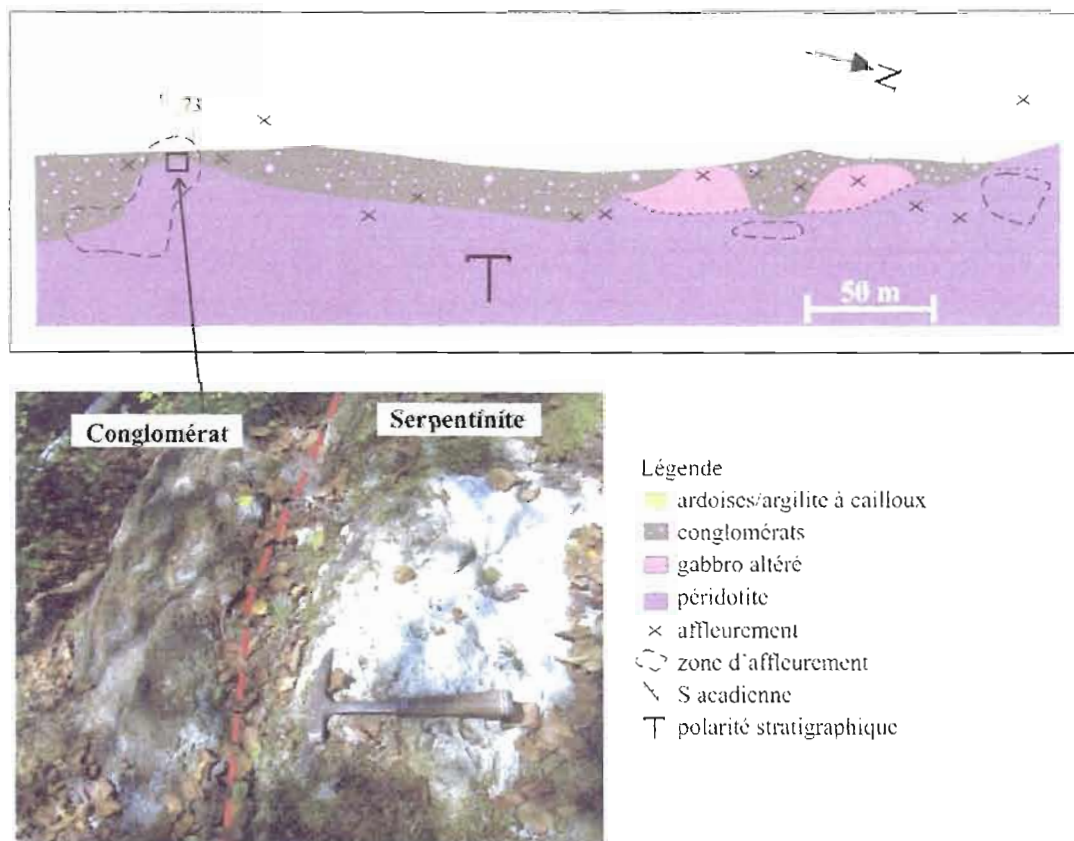 N
73
50 m
Conglomérat
Serpentinite
Légende
ardoises/argilite à cailloux
conglomérats
gabbro altéré
péridotite
affleurement
zone d'affleurement
S acadienne
polarité stratigraphique